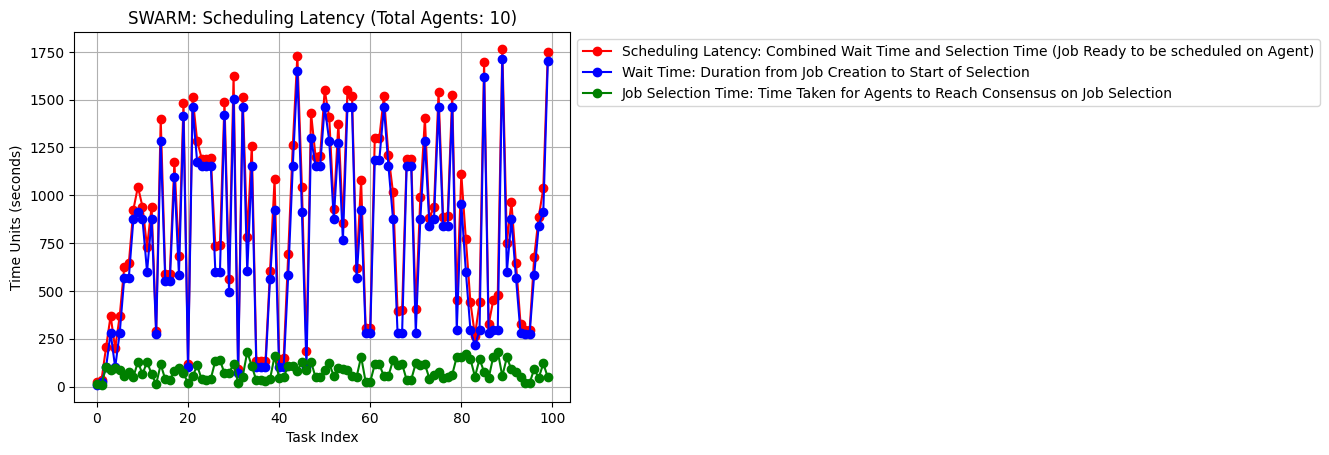 SWARM: Scheduling Latency (Total Agents: 10)
Scheduling Latency: Combined Wait Time and Selection Time (Job Ready to be scheduled on Agent)
Wait Time: Duration from Job Creation to Start of Selection
Job Selection Time: Time Taken for Agents to Reach Consensus on Job Selection
Time Units (seconds)
1750
1500
1250
1000
750
500
250
0
0 20 40 60 80 100
Task Index